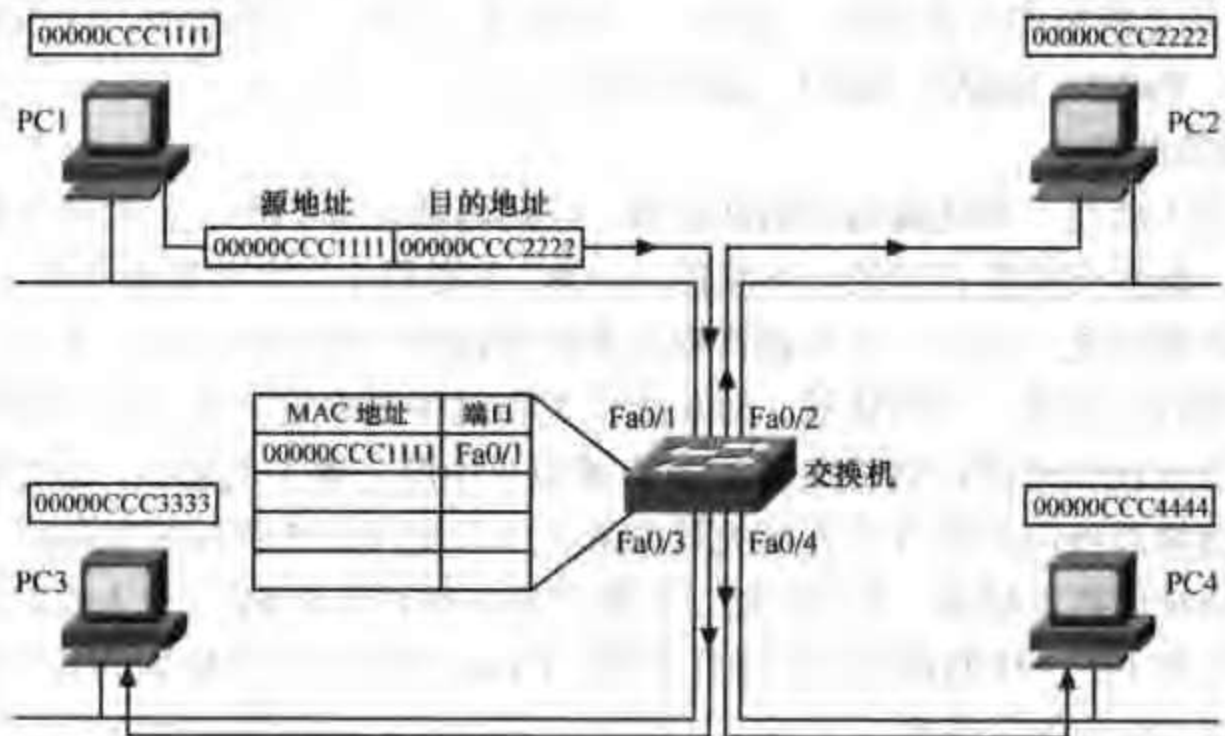 00000CCC1111
00000CCC2222
PC1
PC2
源地址 目的地址
00000CCC1111 00000CCC2222
MAC 地址 端口
00000CCC1111 Fa0/1
Fa0/1
Fa0/2
交换机
Fa0/3
Fa0/4
00000CCC3333
00000CCC4444
PC3
PC4